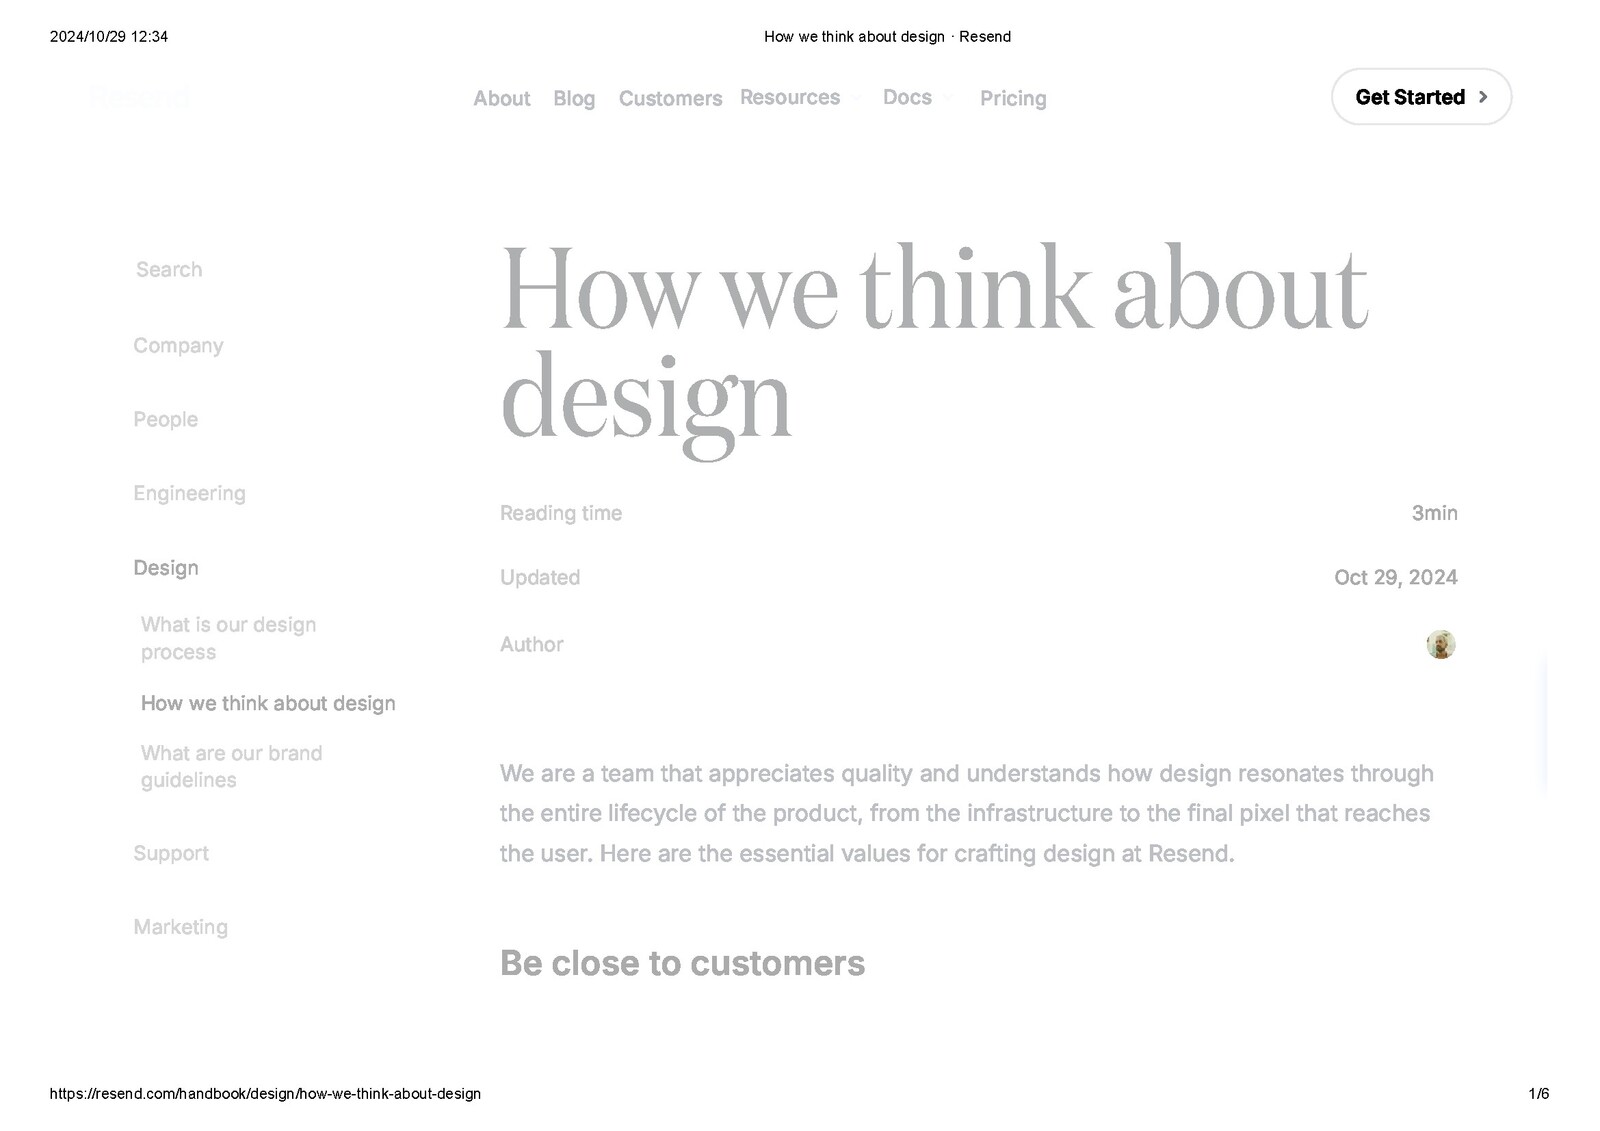 2024/10/29 12:34
How we think about design · Resend
Resend
About Blog Customers Resources Docs Pricing
Get Started
Search
Company
People
Engineering
Design
What is our design
process
How we think about design
What are our brand
guidelines
Support
Marketing
How we think about
design
Reading time 3min
Updated Oct 29, 2024
Author
We are a team that appreciates quality and understands how design resonates through
the entire lifecycle of the product, from the infrastructure to the final pixel that reaches
the user. Here are the essential values for crafting design at Resend.
Be close to customers
https://resend.com/handbook/design/how-we-think-about-design
1/6